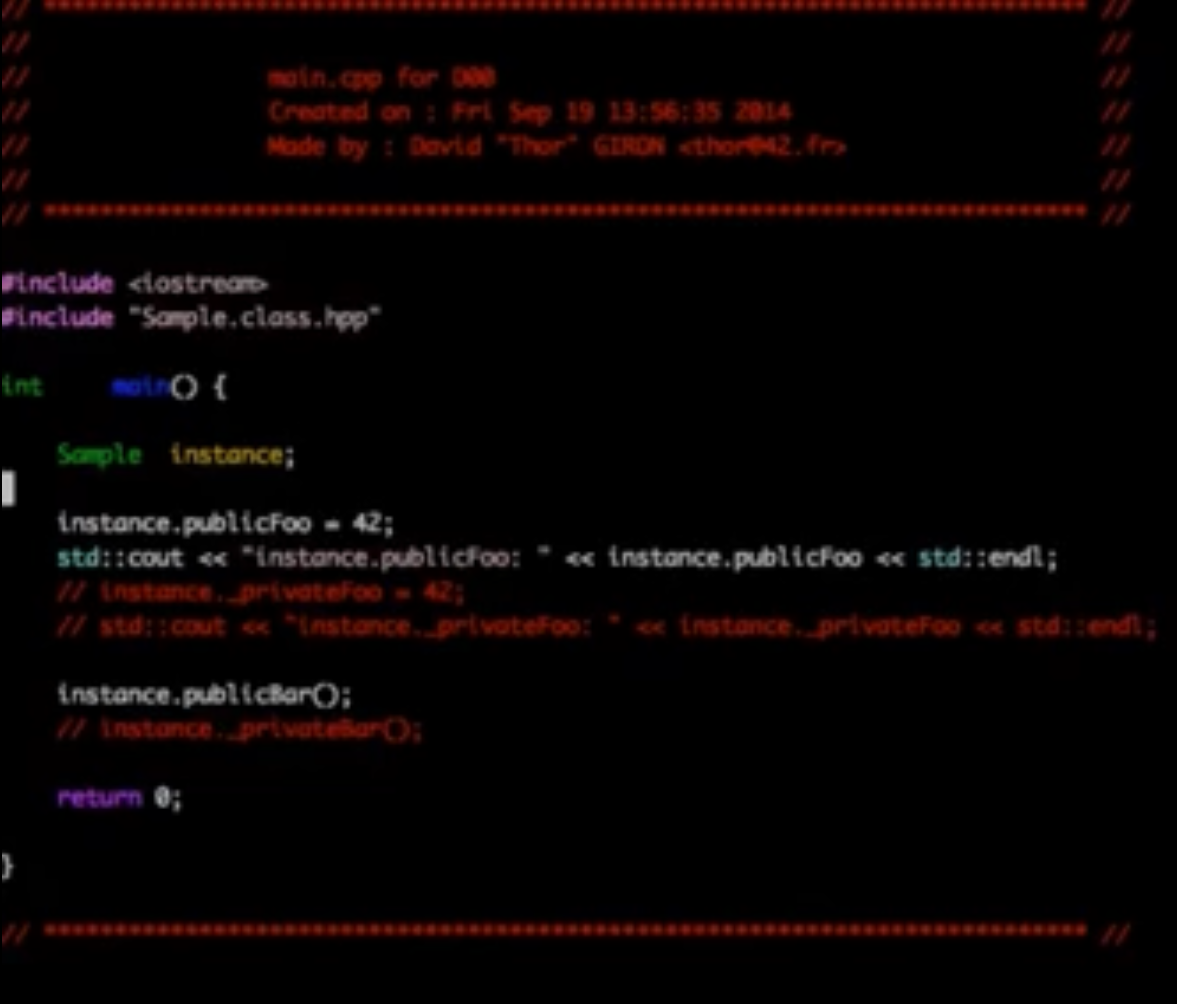 // ************************************************************************** //
//                                                                            //
//                main.cpp for D00                                            //
//                Created on : Fri Sep 19 13:56:35 2014                       //
//                Made by : David "Thor" GIRON <thor@42.fr>                   //
//                                                                            //
// ************************************************************************** //
#include <iostream>
#include "Sample.class.hpp"
int     main() {
    Sample  instance;
    instance.publicFoo = 42;
    std::cout << "instance.publicFoo: " << instance.publicFoo << std::endl;
    // instance._privateFoo = 42;
    // std::cout << "instance._privateFoo: " << instance._privateFoo << std::endl;
    instance.publicBar();
    // instance._privateBar();
    return 0;
}
// ************************************************************************** //